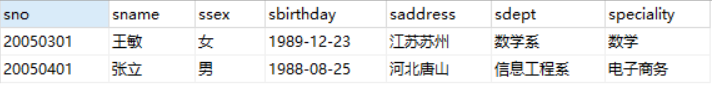 sno sname ssex sbirthday saddress sdept speciality
20050301 王敏 女 1989-12-23 江苏苏州 数学系 数学
20050401 张立 男 1988-08-25 河北唐山 信息工程系 电子商务